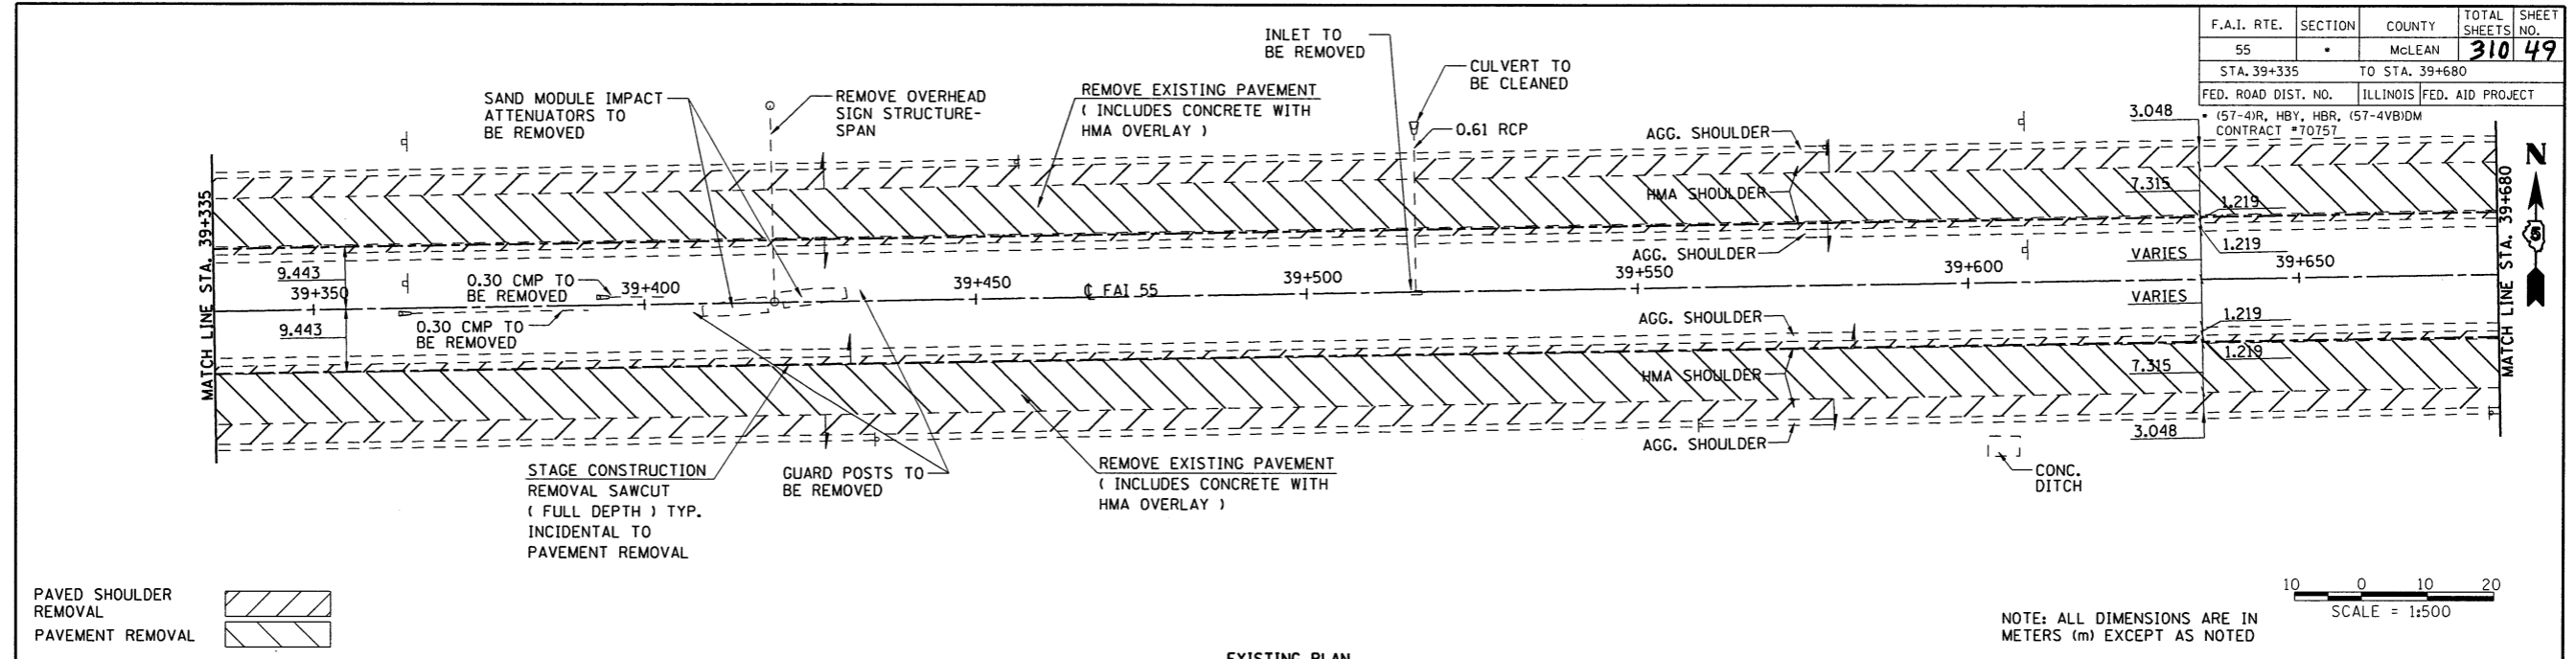 F.A.I. RTE. SECTION COUNTY TOTAL SHEETS SHEET NO.
55 • McLEAN 310 49
STA. 39+335 TO STA. 39+680
FED. ROAD DIST. NO. ILLINOIS FED. AID PROJECT
• (57-4)R, HBY, HBR, (57-4VB)DM
CONTRACT #70757
INLET TO
BE REMOVED
CULVERT TO
BE CLEANED
SAND MODULE IMPACT
ATTENUATORS TO
BE REMOVED
REMOVE OVERHEAD
SIGN STRUCTURE-
SPAN
REMOVE EXISTING PAVEMENT
( INCLUDES CONCRETE WITH
HMA OVERLAY )
0.61 RCP
AGG. SHOULDER
3.048
N
MATCH LINE STA. 39+335
HMA SHOULDER
7.315
1.219
MATCH LINE STA. 39+680
5
9.443
39+350
0.30 CMP TO
BE REMOVED
39+400
39+450
℄ FAI 55
39+500
39+550
AGG. SHOULDER
39+600
VARIES
1.219
39+650
9.443
0.30 CMP TO
BE REMOVED
VARIES
AGG. SHOULDER
1.219
HMA SHOULDER
7.315
1.219
AGG. SHOULDER
3.048
STAGE CONSTRUCTION
REMOVAL SAWCUT
( FULL DEPTH ) TYP.
INCIDENTAL TO
PAVEMENT REMOVAL
GUARD POSTS TO
BE REMOVED
REMOVE EXISTING PAVEMENT
( INCLUDES CONCRETE WITH
HMA OVERLAY )
CONC.
DITCH
PAVED SHOULDER
REMOVAL
PAVEMENT REMOVAL
NOTE: ALL DIMENSIONS ARE IN
METERS (m) EXCEPT AS NOTED
10 0 10 20
SCALE = 1:500
EXISTING PLAN